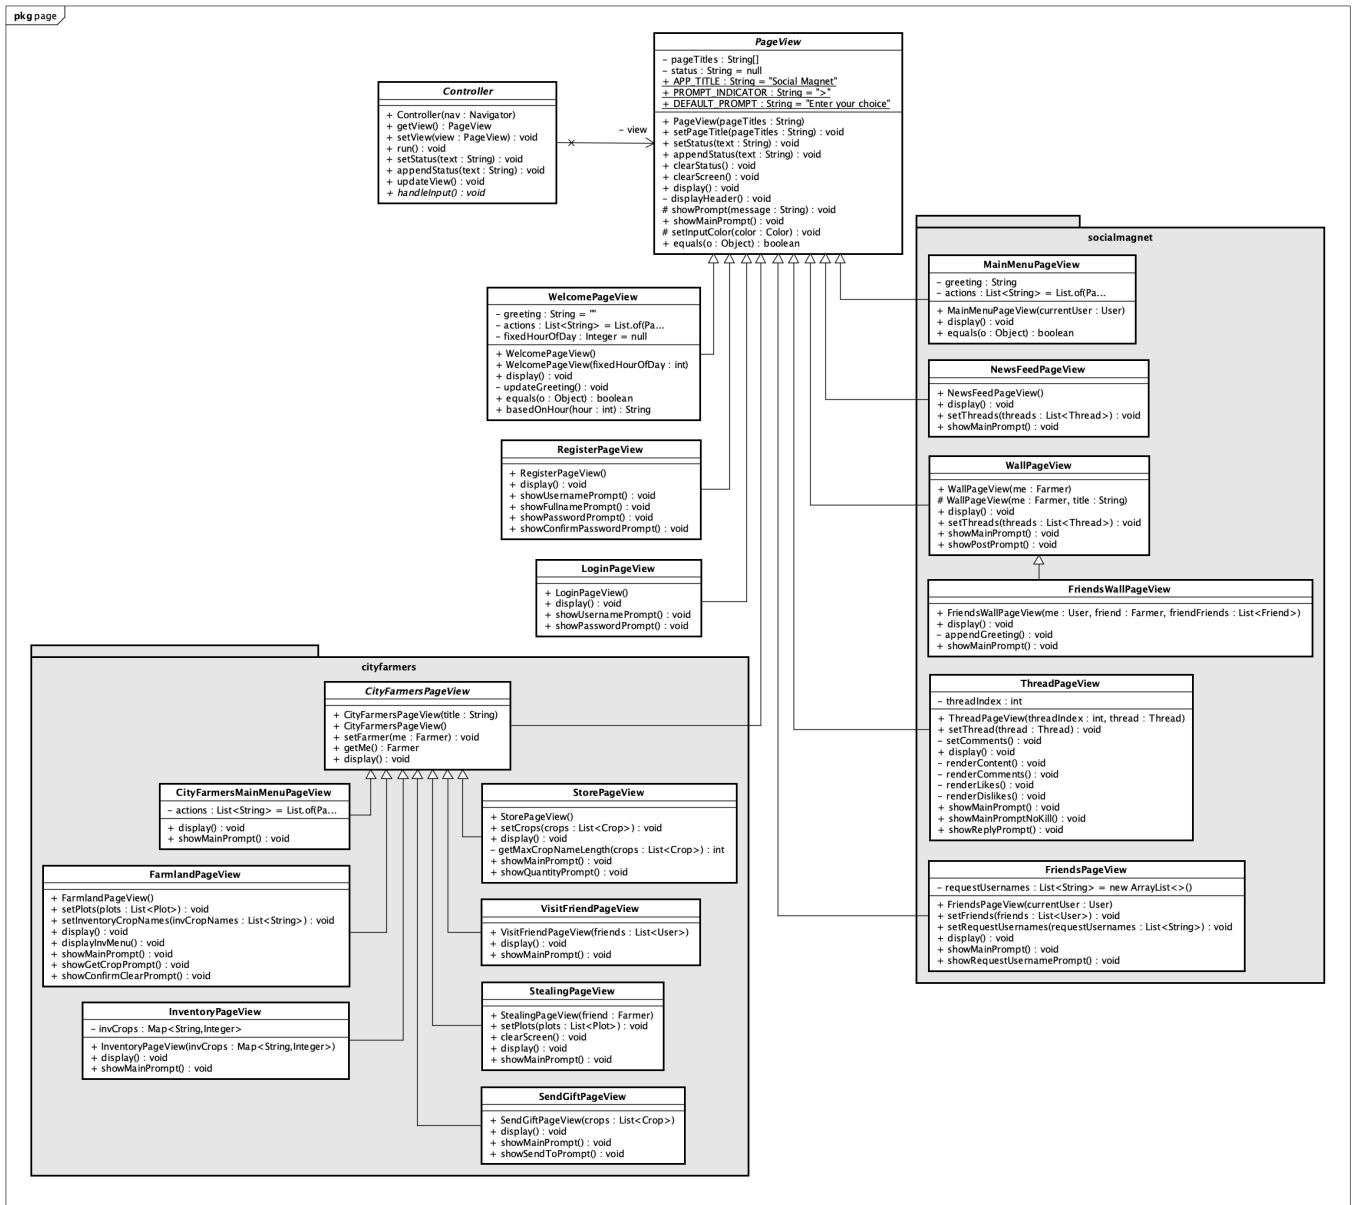 pkg page
PageView
– pageTitles : String[]
– status : String = null
+ APP_TITLE : String = "Social Magnet"
+ PROMPT_INDICATOR : String = ">"
+ DEFAULT_PROMPT : String = "Enter your choice"
+ PageView(pageTitles : String)
+ setPageTitle(pageTitles : String) : void
+ setStatus(text : String) : void
+ appendStatus(text : String) : void
+ clearStatus() : void
+ clearScreen() : void
+ display() : void
– displayHeader() : void
# showPrompt(message : String) : void
+ showMainPrompt() : void
# setInputColor(color : Color) : void
+ equals(o : Object) : boolean
Controller
+ Controller(nav : Navigator)
+ getView() : PageView
+ setView(view : PageView) : void
+ run() : void
+ setStatus(text : String) : void
+ appendStatus(text : String) : void
+ updateView() : void
+ handleInput() : void
– view
WelcomePageView
– greeting : String = ""
– actions : List<String> = List.of(Pa...
– fixedHourOfDay : Integer = null
+ WelcomePageView()
+ WelcomePageView(fixedHourOfDay : int)
+ display() : void
– updateGreeting() : void
+ equals(o : Object) : boolean
+ basedOnHour(hour : int) : String
RegisterPageView
+ RegisterPageView()
+ display() : void
+ showUsernamePrompt() : void
+ showFullnamePrompt() : void
+ showPasswordPrompt() : void
+ showConfirmPasswordPrompt() : void
LoginPageView
+ LoginPageView()
+ display() : void
+ showUsernamePrompt() : void
+ showPasswordPrompt() : void
socialmagnet
MainMenuPageView
– greeting : String
– actions : List<String> = List.of(Pa...
+ MainMenuPageView(currentUser : User)
+ display() : void
+ equals(o : Object) : boolean
NewsFeedPageView
+ NewsFeedPageView()
+ display() : void
+ setThreads(threads : List<Thread>) : void
+ showMainPrompt() : void
WallPageView
+ WallPageView(me : Farmer)
# WallPageView(me : Farmer, title : String)
+ display() : void
+ setThreads(threads : List<Thread>) : void
+ showMainPrompt() : void
+ showPostPrompt() : void
FriendsWallPageView
+ FriendsWallPageView(me : User, friend : Farmer, friendFriends : List<Friend>)
+ display() : void
– appendGreeting() : void
+ showMainPrompt() : void
ThreadPageView
– threadIndex : int
+ ThreadPageView(threadIndex : int, thread : Thread)
+ setThread(thread : Thread) : void
– setComments() : void
+ display() : void
– renderContent() : void
– renderComments() : void
– renderLikes() : void
– renderDislikes() : void
+ showMainPrompt() : void
+ showMainPromptNoKill() : void
+ showReplyPrompt() : void
FriendsPageView
– requestUsernames : List<String> = new ArrayList<>()
+ FriendsPageView(currentUser : User)
+ setFriends(friends : List<User>) : void
+ setRequestUsernames(requestUsernames : List<String>) : void
+ display() : void
+ showMainPrompt() : void
+ showRequestUsernamePrompt() : void
cityfarmers
CityFarmersPageView
+ CityFarmersPageView(title : String)
+ CityFarmersPageView()
+ setFarmer(me : Farmer) : void
+ getMe() : Farmer
+ display() : void
CityFarmersMainMenuPageView
– actions : List<String> = List.of(Pa...
+ display() : void
+ showMainPrompt() : void
FarmlandPageView
+ FarmlandPageView()
+ setPlots(plots : List<Plot>) : void
+ setInventoryCropNames(invCropNames : List<String>) : void
+ display() : void
+ displayInvMenu() : void
+ showMainPrompt() : void
+ showGetCropPrompt() : void
+ showConfirmClearPrompt() : void
InventoryPageView
– invCrops : Map<String,Integer>
+ InventoryPageView(invCrops : Map<String,Integer>)
+ display() : void
+ showMainPrompt() : void
StorePageView
+ StorePageView()
+ setCrops(crops : List<Crop>) : void
+ display() : void
– getMaxCropNameLength(crops : List<Crop>) : int
+ showMainPrompt() : void
+ showQuantityPrompt() : void
VisitFriendPageView
+ VisitFriendPageView(friends : List<User>)
+ display() : void
+ showMainPrompt() : void
StealingPageView
+ StealingPageView(friend : Farmer)
+ setPlots(plots : List<Plot>) : void
+ clearScreen() : void
+ display() : void
+ showMainPrompt() : void
SendGiftPageView
+ SendGiftPageView(crops : List<Crop>)
+ display() : void
+ showMainPrompt() : void
+ showSendToPrompt() : void